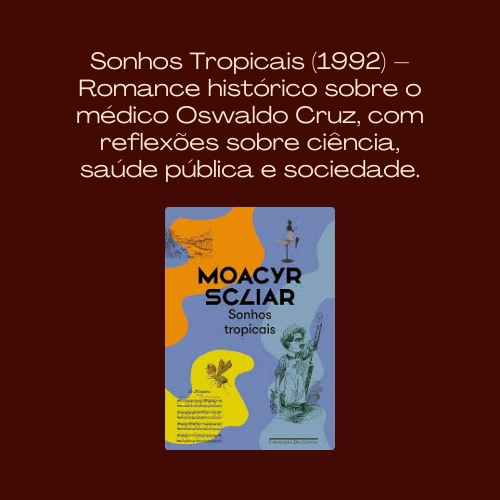 Sonhos Tropicais (1992) –
Romance histórico sobre o
médico Oswaldo Cruz, com
reflexões sobre ciência,
saúde pública e sociedade.
MOACYR
SCLIAR
Sonhos
tropicais